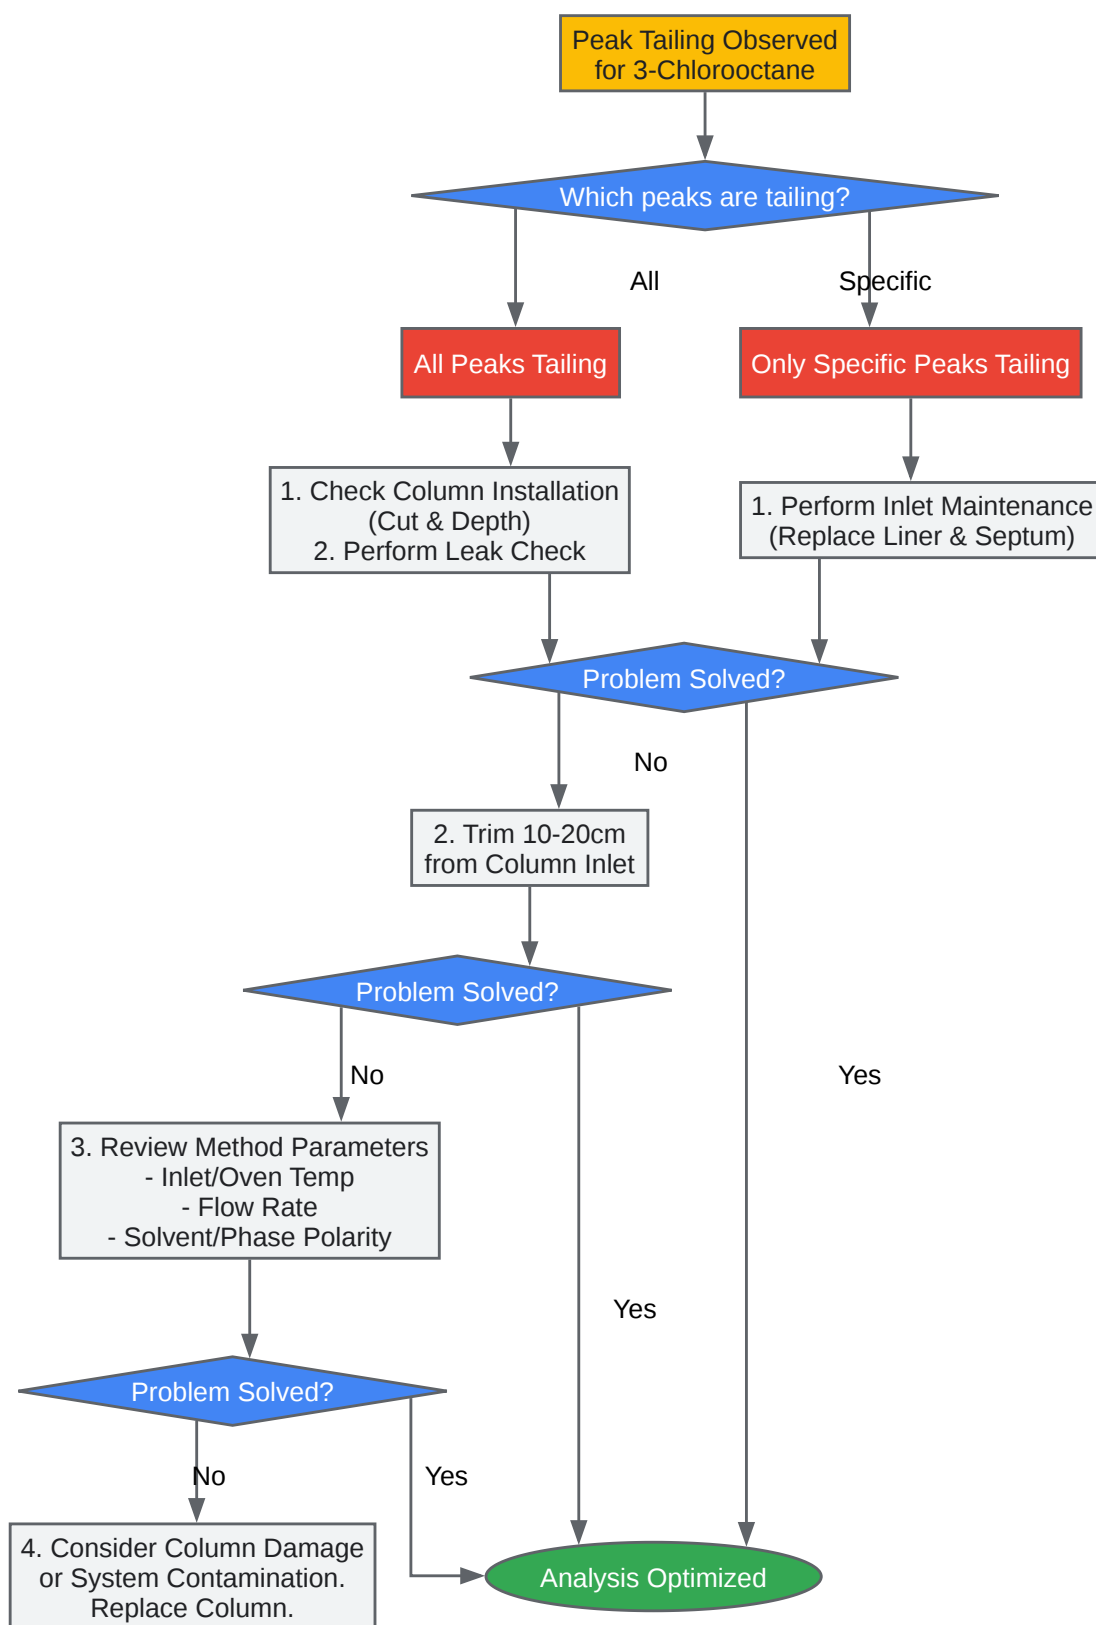 Peak Tailing Observed
for 3-Chlorooctane
Which peaks are tailing?
All
Specific
All Peaks Tailing
Only Specific Peaks Tailing
1. Check Column Installation
(Cut & Depth)
2. Perform Leak Check
1. Perform Inlet Maintenance
(Replace Liner & Septum)
Problem Solved?
No
2. Trim 10-20cm
from Column Inlet
Problem Solved?
No
Yes
3. Review Method Parameters
- Inlet/Oven Temp
- Flow Rate
- Solvent/Phase Polarity
Yes
Problem Solved?
No
Yes
4. Consider Column Damage
or System Contamination.
Replace Column.
Analysis Optimized